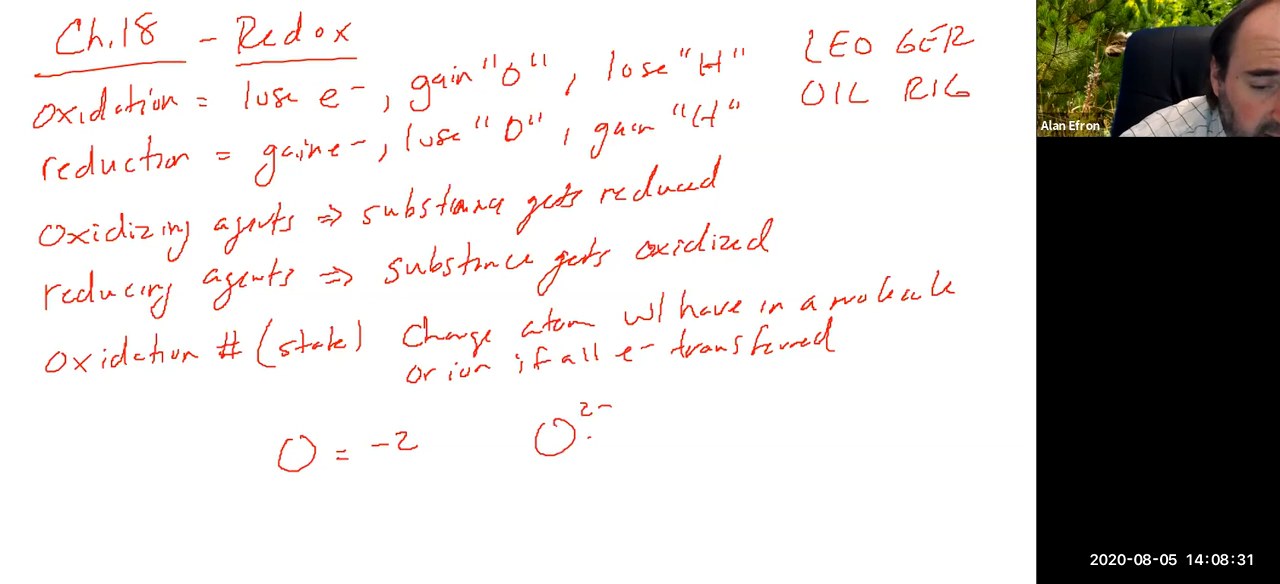 Ch.18 - Redox
LEO GER
OIL RIG
oxidation = lose e-, gain "O", lose "H"
reduction = gain e-, lose "O", gain "H"
Oxidizing agents => substance gets reduced
reducing agents => substance gets oxidized
Oxidation # (state) Charge atom w/ have in a molecule
or ion if all e- transferred
O = -2 O²⁻
Alan Efron
2020-08-05 14:08:31